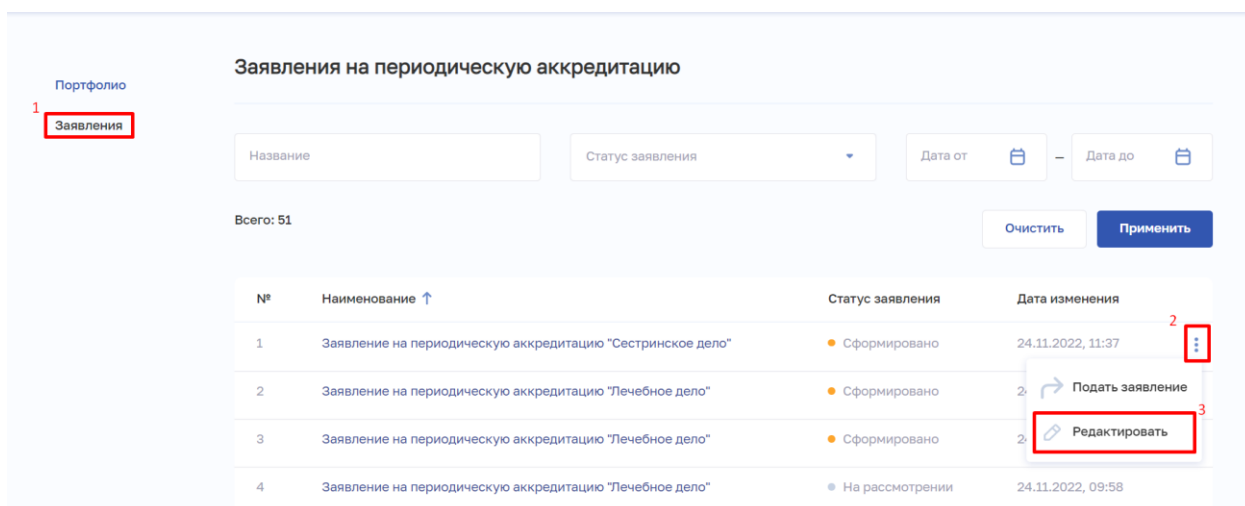 Заявления на периодическую аккредитацию
Портфолио
1
Заявления
Название
Статус заявления
Дата от
–
Дата до
Всего: 51
Очистить
Применить
№ Наименование ↑ Статус заявления Дата изменения
2
1 Заявление на периодическую аккредитацию "Сестринское дело" Сформировано 24.11.2022, 11:37
2 Заявление на периодическую аккредитацию "Лечебное дело" Сформировано
Подать заявление
3
3 Заявление на периодическую аккредитацию "Лечебное дело" Сформировано
Редактировать
4 Заявление на периодическую аккредитацию "Лечебное дело" На рассмотрении 24.11.2022, 09:58